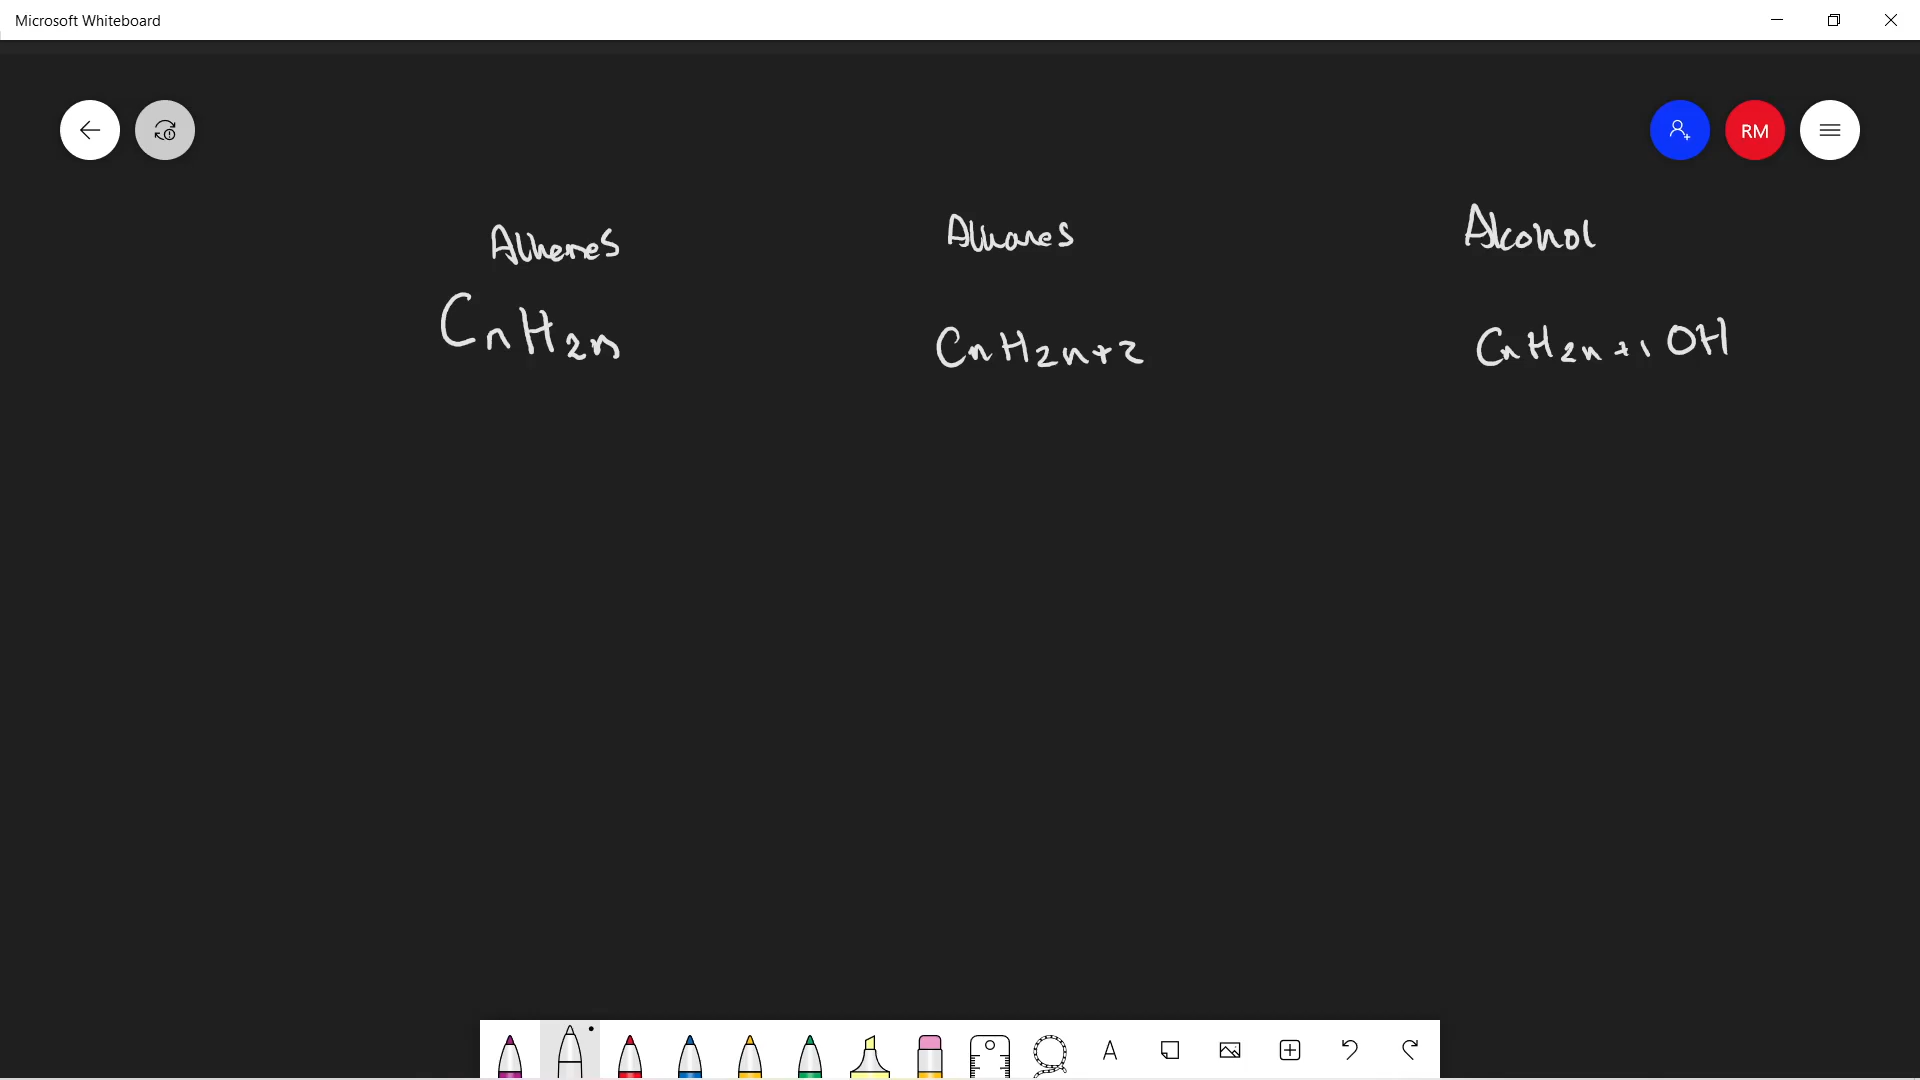 Microsoft Whiteboard
RM
Alkenes
Alkanes
Alcohol
CnH2n
CnH2n+2
CnH2n+1OH
A